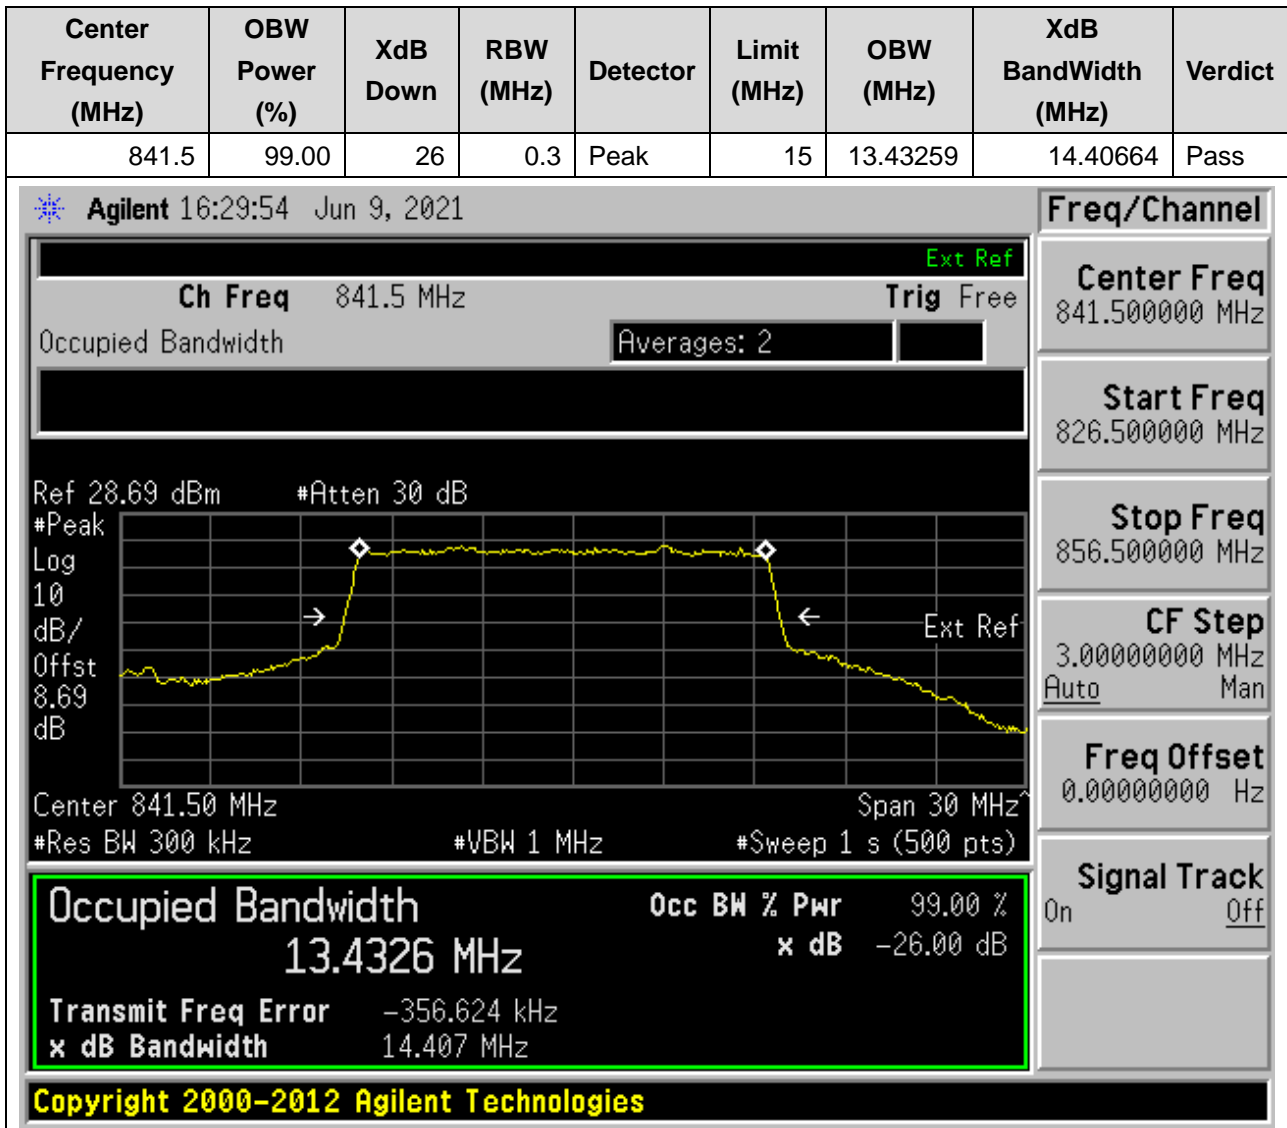 Center Frequency (MHz) OBW Power (%) XdB Down RBW (MHz) Detector Limit (MHz) OBW (MHz) XdB BandWidth (MHz) Verdict
841.5 99.00 26 0.3 Peak 15 13.43259 14.40664 Pass
Agilent 16:29:54 Jun 9, 2021
Freq/Channel
Ext Ref
Ch Freq 841.5 MHz Trig Free
Occupied Bandwidth Averages: 2
Center Freq
841.500000 MHz
Start Freq
826.500000 MHz
Stop Freq
856.500000 MHz
CF Step
3.00000000 MHz
Auto Man
Freq Offset
0.00000000 Hz
Signal Track
On Off
Ref 28.69 dBm #Atten 30 dB
#Peak
Log
10
dB/
Offst
8.69
dB
Ext Ref
Center 841.50 MHz Span 30 MHz^
#Res BW 300 kHz #VBW 1 MHz #Sweep 1 s (500 pts)
Occupied Bandwidth Occ BW % Pwr 99.00 %
13.4326 MHz x dB -26.00 dB
Transmit Freq Error -356.624 kHz
x dB Bandwidth 14.407 MHz
Copyright 2000-2012 Agilent Technologies